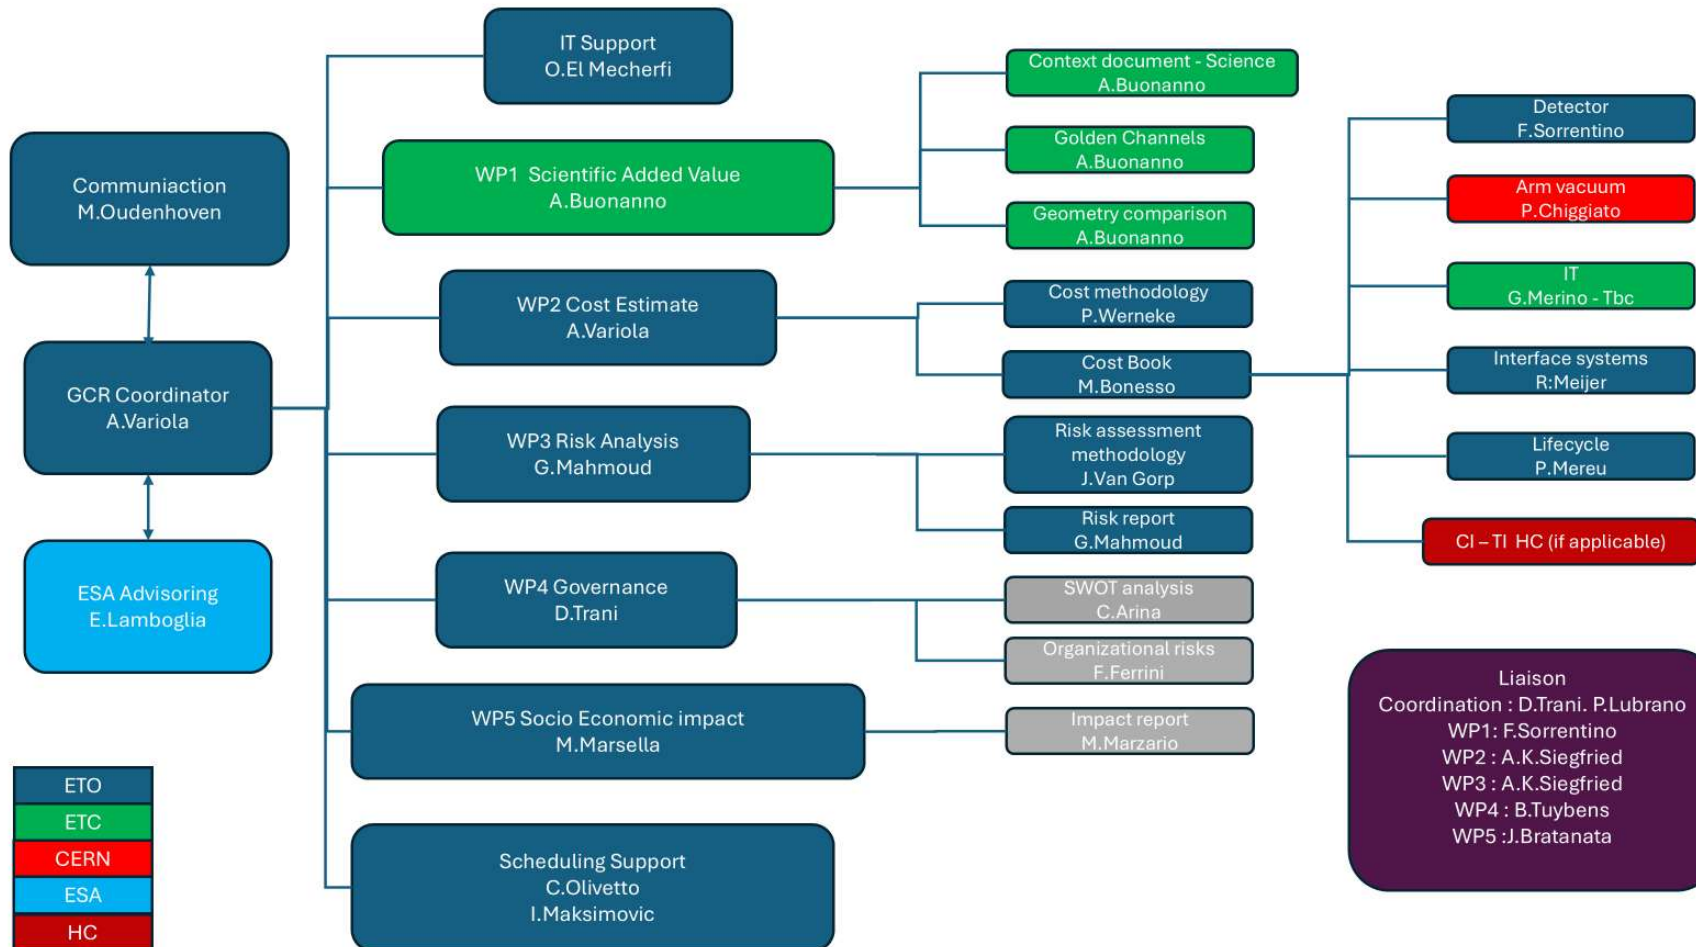 IT Support
O.El Mecherfi
Communiaction
M.Oudenhoven
GCR Coordinator
A.Variola
ESA Advisoring
E.Lamboglia
WP1 Scientific Added Value
A.Buonanno
WP2 Cost Estimate
A.Variola
WP3 Risk Analysis
G.Mahmoud
WP4 Governance
D.Trani
WP5 Socio Economic impact
M.Marsella
Scheduling Support
C.Olivetto
I.Maksimovic
Context document - Science
A.Buonanno
Golden Channels
A.Buonanno
Geometry comparison
A.Buonanno
Cost methodology
P.Werneke
Cost Book
M.Bonesso
Risk assessment
methodology
J.Van Gorp
Risk report
G.Mahmoud
SWOT analysis
C.Arina
Organizational risks
F.Ferrini
Impact report
M.Marzario
Detector
F.Sorrentino
Arm vacuum
P.Chiggiato
IT
G.Merino - Tbc
Interface systems
R:Meijer
Lifecycle
P.Mereu
CI – TI HC (if applicable)
Liaison
Coordination : D.Trani. P.Lubrano
WP1: F.Sorrentino
WP2 : A.K.Siegfried
WP3 : A.K.Siegfried
WP4 : B.Tuybens
WP5 :J.Bratanata
ETO
ETC
CERN
ESA
HC